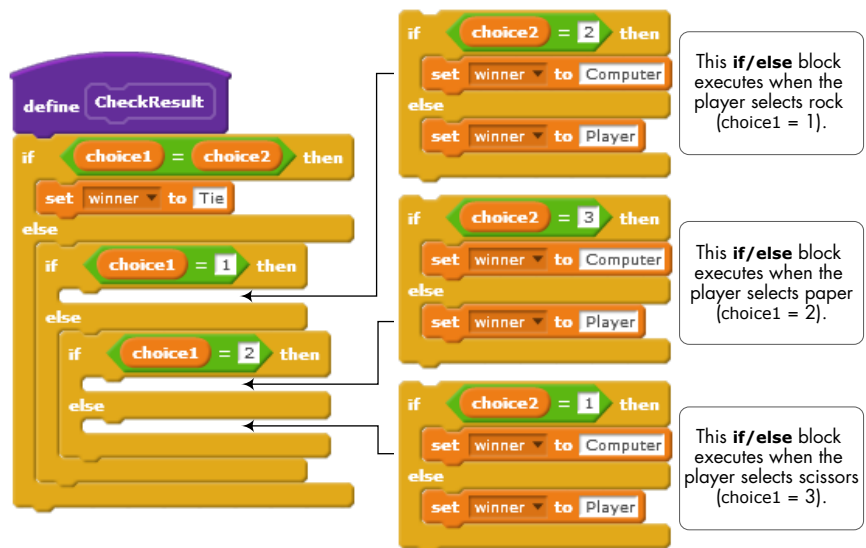 define CheckResult
if choice1 = choice2 then
set winner to Tie
else
if choice1 = 1 then
else
if choice1 = 2 then
else
if choice2 = 2 then
set winner to Computer
else
set winner to Player
This if/else block
executes when the
player selects rock
(choice1 = 1).
if choice2 = 3 then
set winner to Computer
else
set winner to Player
This if/else block
executes when the
player selects paper
(choice1 = 2).
if choice2 = 1 then
set winner to Computer
else
set winner to Player
This if/else block
executes when the
player selects scissors
(choice1 = 3).